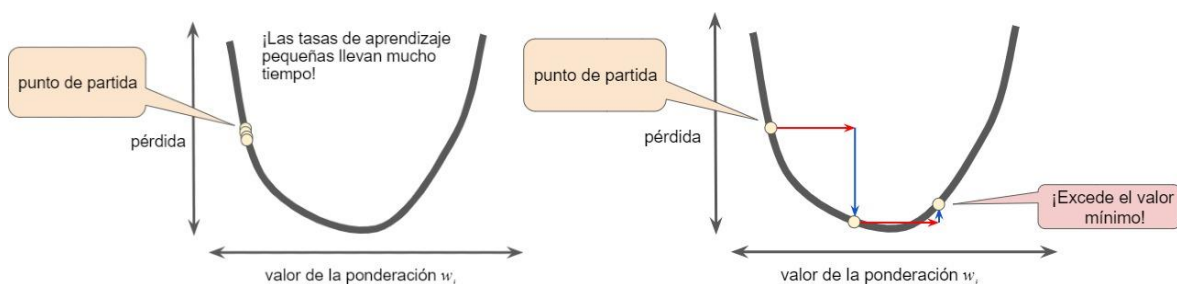 ¡Las tasas de aprendizaje
pequeñas llevan mucho
tiempo!
punto de partida
pérdida
valor de la ponderación wᵢ
punto de partida
pérdida
¡Excede el valor
mínimo!
valor de la ponderación wᵢ